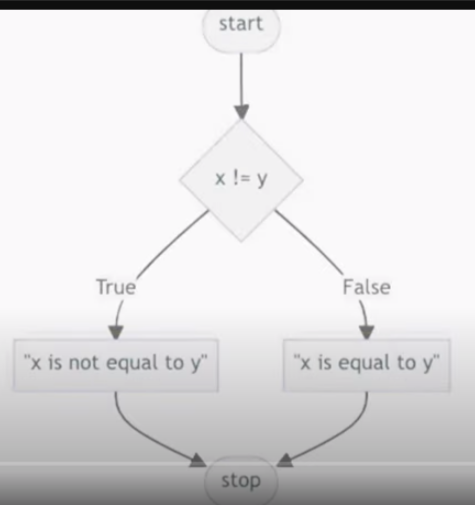 start
x != y
True
False
"x is not equal to y"
"x is equal to y"
stop